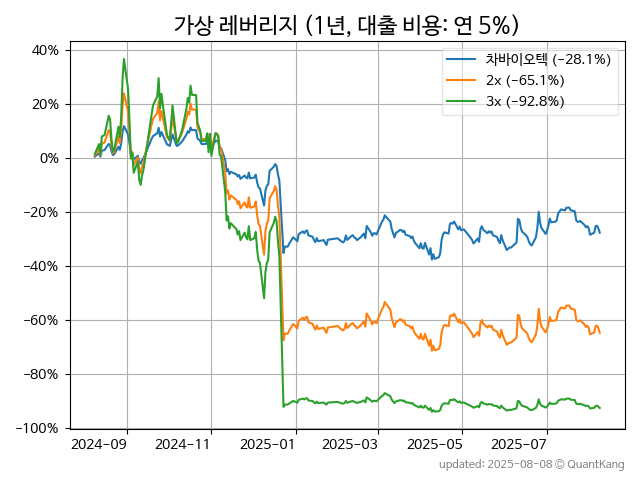 가상 레버리지 (1년, 대출 비용: 연 5%)
40%
20%
0%
−20%
−40%
−60%
−80%
−100%
차바이오텍 (−28.1%)
2x (−65.1%)
3x (−92.8%)
2024-09
2024-11
2025-01
2025-03
2025-05
2025-07
updated: 2025-08-08 © QuantKang